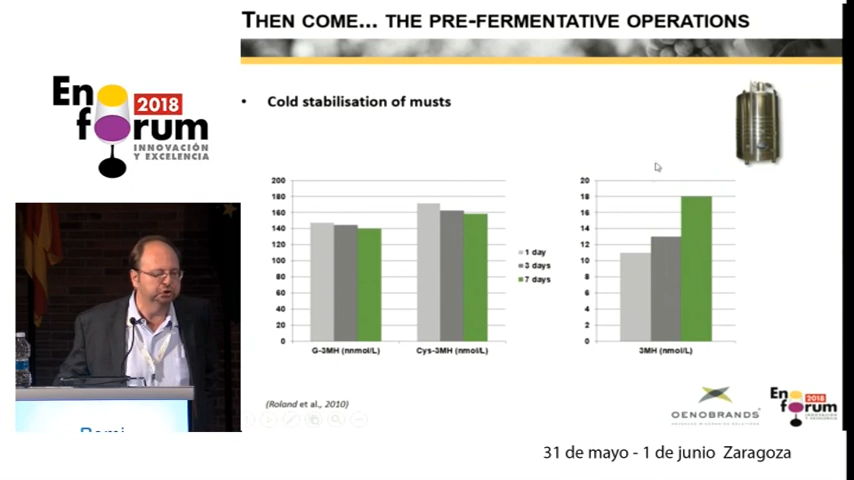 THEN COME... THE PRE-FERMENTATIVE OPERATIONS
Eno
forum
2018
INNOVACIÓN
Y EXCELENCIA
• Cold stabilisation of musts
200
180
160
140
120
100
80
60
40
20
0
G-3MH (nnmol/L)
Cys-3MH (nmol/L)
1 day
3 days
7 days
20
18
16
14
12
10
8
6
4
2
0
3MH (nmol/L)
(Roland et al., 2010)
OENOBRANDS
Eno
forum
2018
31 de mayo - 1 de junio Zaragoza